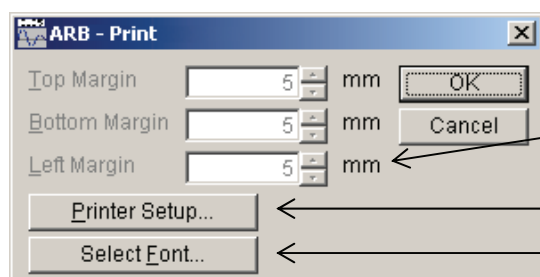 ARB - Print
Top Margin 5 mm OK
Bottom Margin 5 mm Cancel
Left Margin 5 mm
Printer Setup...
Select Font...